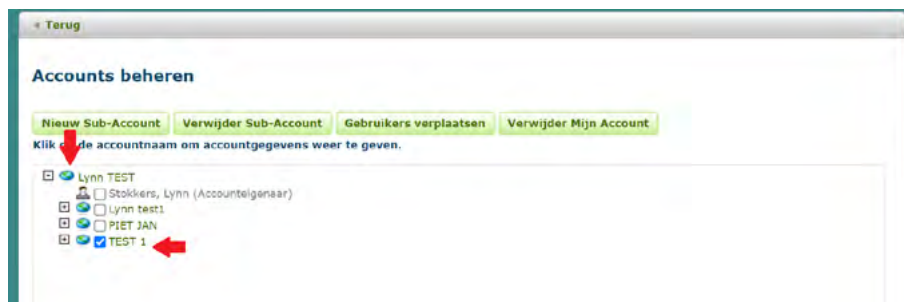 « Terug
Accounts beheren
Nieuw Sub-Account Verwijder Sub-Account Gebruikers verplaatsen Verwijder Mijn Account
Klik de accountnaam om accountgegevens weer te geven.
Lynn TEST
Stokkers, Lynn (Accounteigenaar)
Lynn test1
PIET JAN
TEST 1